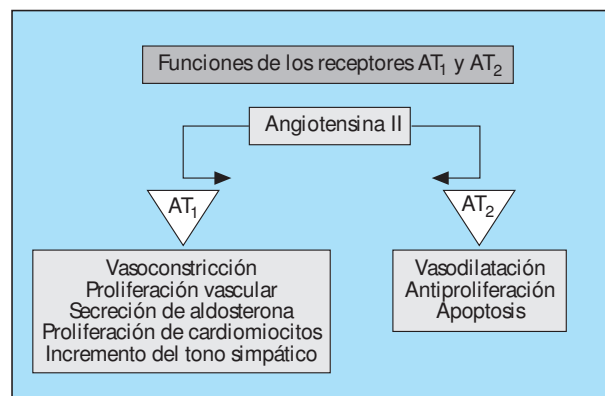 Funciones de los receptores AT₁ y AT₂
Angiotensina II
AT₁
AT₂
Vasoconstricción
Proliferación vascular
Secreción de aldosterona
Proliferación de cardiomiocitos
Incremento del tono simpático
Vasodilatación
Antiproliferación
Apoptosis